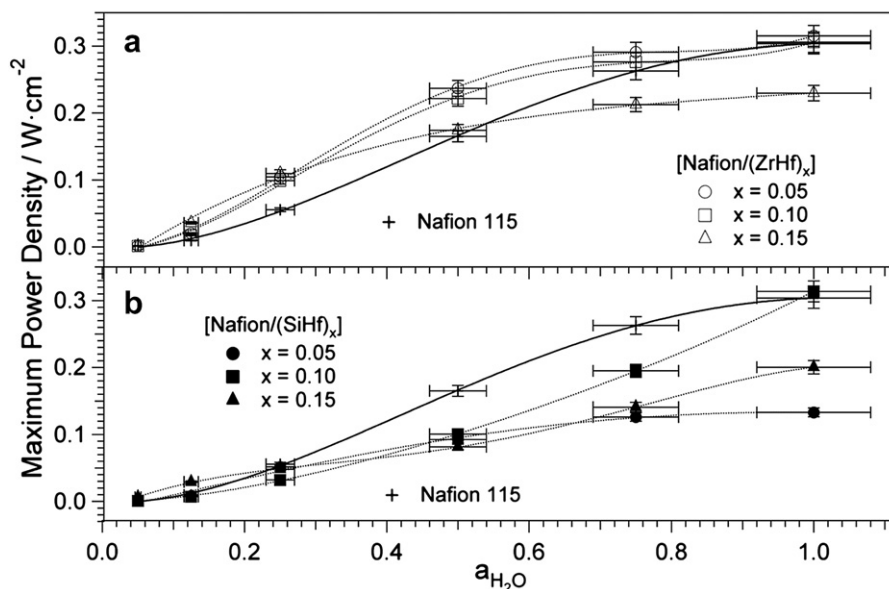 Maximum Power Density / W·cm⁻²
a
0.3
0.2
0.1
0.0
[Nafion/(ZrHf)ₓ]
x = 0.05
x = 0.10
x = 0.15
+ Nafion 115
b
0.3
0.2
0.1
0.0
[Nafion/(SiHf)ₓ]
x = 0.05
x = 0.10
x = 0.15
+ Nafion 115
0.0 0.2 0.4 0.6 0.8 1.0
a_H₂O